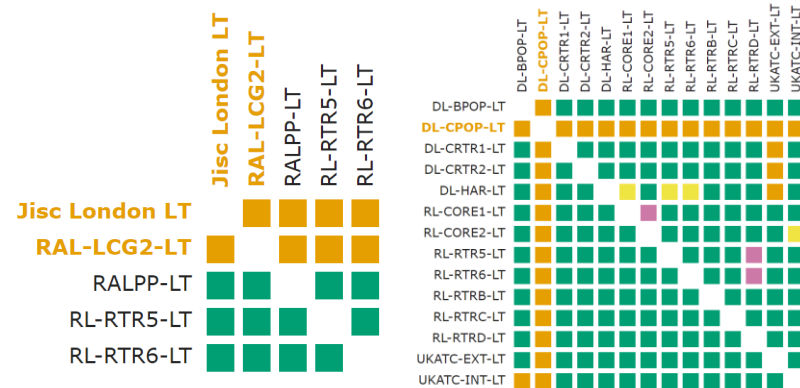 Jisc London LT
RAL-LCG2-LT
RALPP-LT
RL-RTR5-LT
RL-RTR6-LT
Jisc London LT
RAL-LCG2-LT
RALPP-LT
RL-RTR5-LT
RL-RTR6-LT
DL-BPOP-LT
DL-CPOP-LT
DL-CRTR1-LT
DL-CRTR2-LT
DL-HAR-LT
RL-CORE1-LT
RL-CORE2-LT
RL-RTR5-LT
RL-RTR6-LT
RL-RTRB-LT
RL-RTRC-LT
RL-RTRD-LT
UKATC-EXT-LT
UKATC-INT-LT
DL-BPOP-LT
DL-CPOP-LT
DL-CRTR1-LT
DL-CRTR2-LT
DL-HAR-LT
RL-CORE1-LT
RL-CORE2-LT
RL-RTR5-LT
RL-RTR6-LT
RL-RTRB-LT
RL-RTRC-LT
RL-RTRD-LT
UKATC-EXT-LT
UKATC-INT-LT